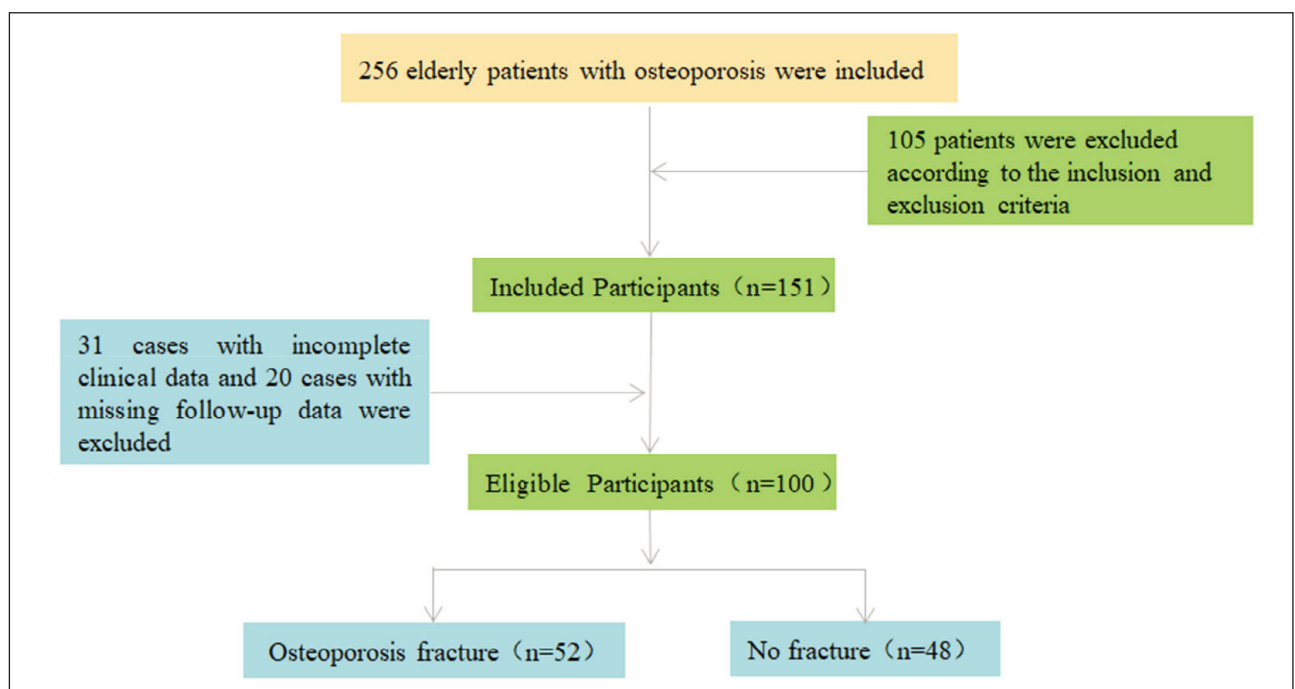 256 elderly patients with osteoporosis were included
105 patients were excluded
according to the inclusion and
exclusion criteria
Included Participants（n=151）
31 cases with incomplete
clinical data and 20 cases with
missing follow-up data were
excluded
Eligible Participants（n=100）
Osteoporosis fracture（n=52）
No fracture（n=48）